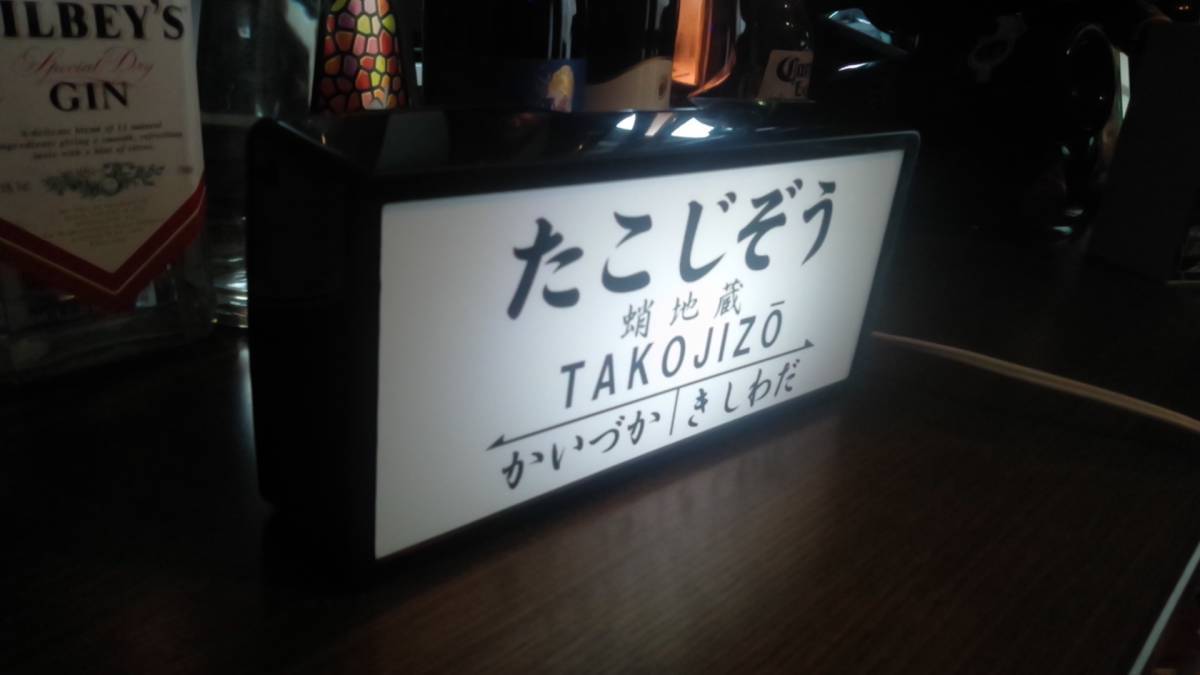 ILBEY'S
Special Dry
GIN
たこじぞう
蛸地蔵
TAKOJIZŌ
かいづか きしわだ